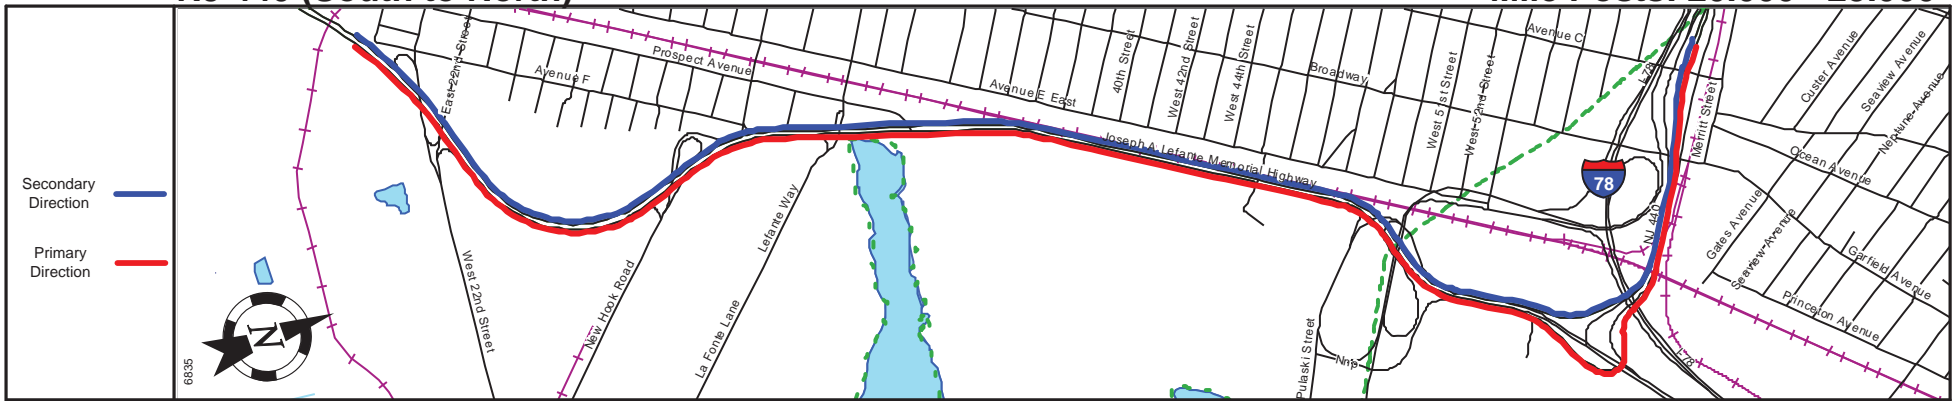 Secondary
Direction
Primary
Direction
6835
N
East 22nd Street
Avenue F
Prospect Avenue
West 22nd Street
New Hook Road
La Fonte Lane
Lefante Way
Avenue E East
40th Street
West 42nd Street
West 44th Street
Joseph A. Lefante Memorial Highway
Broadway
West 51st Street
West 52nd Street
Avenue C
Pulaski Street
Nnp
I-78
78
NJ 440
Merritt Street
I-78
Custer Avenue
Seaview Avenue
Neptune Avenue
Ocean Avenue
Gates Avenue
Seaview Avenue
Garfield Avenue
Princeton Avenue